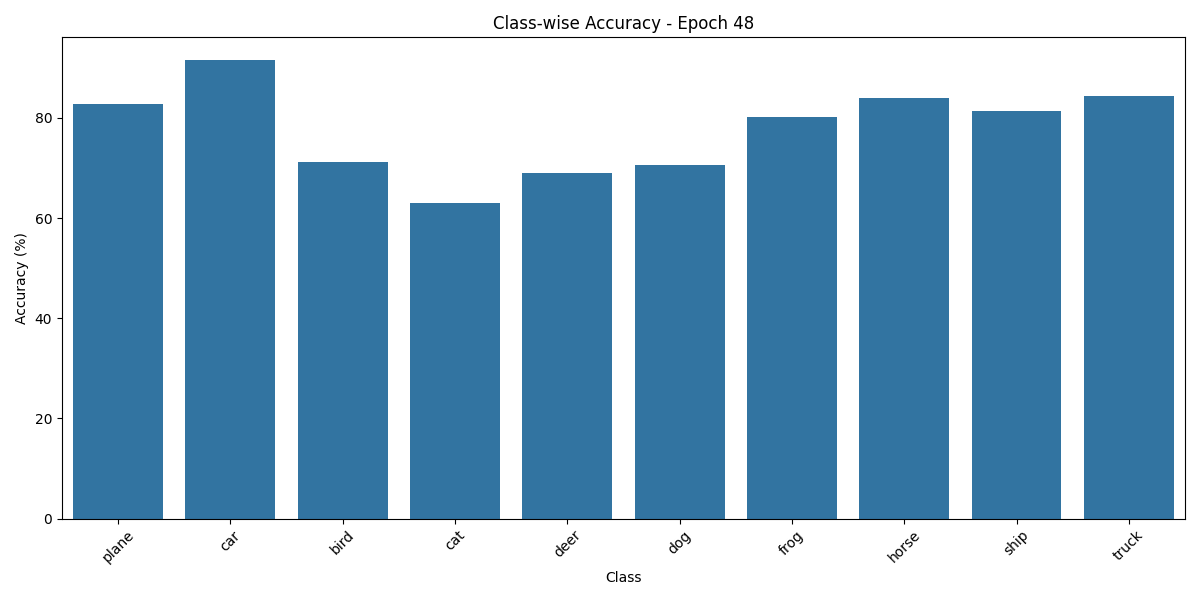 Class-wise Accuracy - Epoch 48
Accuracy (%)
80
60
40
20
0
plane
car
bird
cat
deer
dog
frog
horse
ship
truck
Class